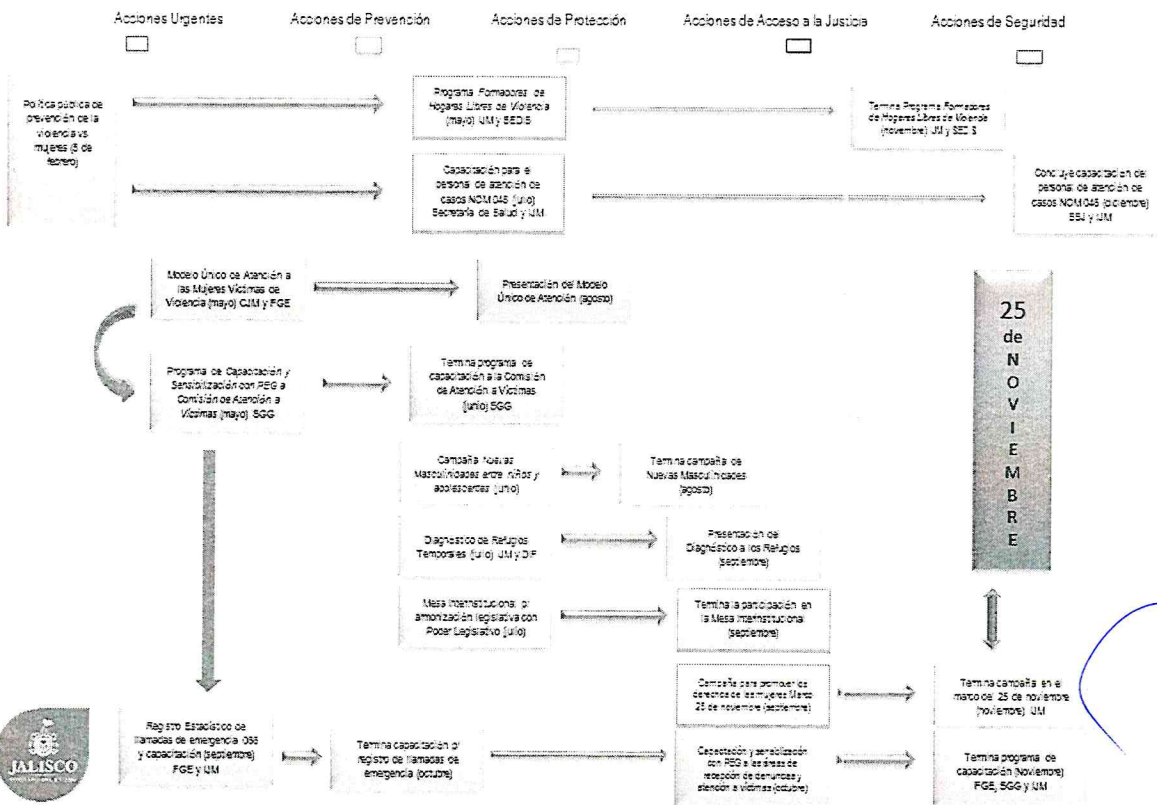 Acciones Urgentes
Acciones de Prevención
Acciones de Protección
Acciones de Acceso a la Justicia
Acciones de Seguridad
Política pública de
prevención de la
violencia vs
mujeres (8 de
febrero)
Programa Formadores de
Hogares Libres de Violencia
(mayo) IJM y SEDIS
Termina Programa Formadores
de Hogares Libres de Violencia
(noviembre) IJM y SEDIS
Capacitación para el
personal de atención de
casos NOM 046 (julio)
Secretaría de Salud y IJM
Concluye capacitación del
personal de atención de
casos NOM 046 (diciembre)
SSJ y IJM
Modelo Único de Atención a
las Mujeres Víctimas de
Violencia (mayo) CJM y FGE
Presentación del Modelo
Único de Atención (agosto)
Programa de Capacitación y
Sensibilización con PEG a
Comisión de Atención a
Víctimas (mayo) SGG
Termina programa de
capacitación a la Comisión
de Atención a Víctimas
(junio) SGG
Campaña Nuevas
Masculinidades entre niños y
adolescentes (junio)
Termina campaña de
Nuevas Masculinidades
(agosto)
Diagnóstico de Refugios
Temporales (julio) IJM y DIF
Presentación del
Diagnóstico a los Refugios
(septiembre)
Mesa Interinstitucional p/
armonización legislativa con
Poder Legislativo (julio)
Termina la participación en
la Mesa Interinstitucional
(septiembre)
Campaña para promover los
derechos de las mujeres Marco
25 de noviembre (septiembre)
Termina campaña en el
marco del 25 de noviembre
(noviembre) IJM
Registro Estadístico de
llamadas de emergencia 066
y capacitación (septiembre)
FGE y IJM
Termina capacitación p/
registro de llamadas de
emergencia (octubre)
Capacitación y sensibilización
con PEG a las áreas de
recepción de denuncias y
atención a víctimas (octubre)
Termina programa de
capacitación (Noviembre)
FGE, SGG y IJM
25
de
N
O
V
I
E
M
B
R
E
JALISCO